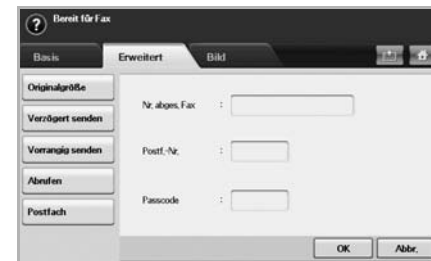 Bereit für Fax
Basis
Erweitert
Bild
Originalgröße
Verzögert senden
Vorrangig senden
Abrufen
Postfach
Nr. abges. Fax :
Postf.-Nr. :
Passcode :
OK
Abbr.